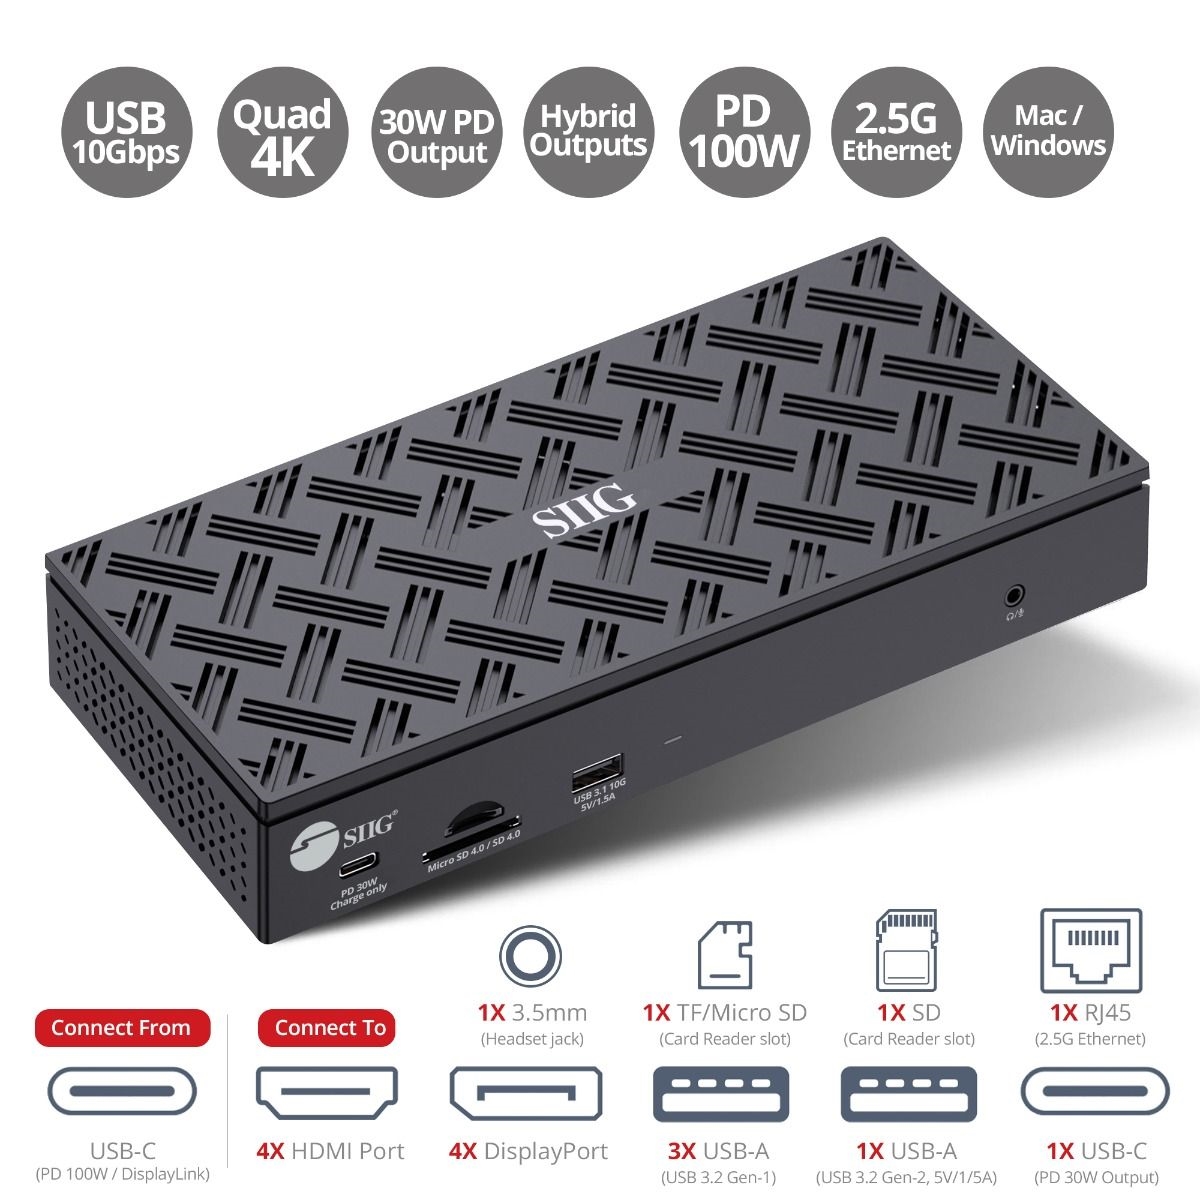 USB
10Gbps
Quad
4K
30W PD
Output
Hybrid
Outputs
PD
100W
2.5G
Ethernet
Mac /
Windows
SIIG
SIIG®
PD 30W
Charge only
Micro SD 4.0 / SD 4.0
USB 3.1 10G
5V/1.5A
1X 3.5mm
(Headset jack)
1X TF/Micro SD
(Card Reader slot)
1X SD
(Card Reader slot)
1X RJ45
(2.5G Ethernet)
Connect From
Connect To
USB-C
(PD 100W / DisplayLink)
4X HDMI Port
4X DisplayPort
3X USB-A
(USB 3.2 Gen-1)
1X USB-A
(USB 3.2 Gen-2, 5V/1/5A)
1X USB-C
(PD 30W Output)